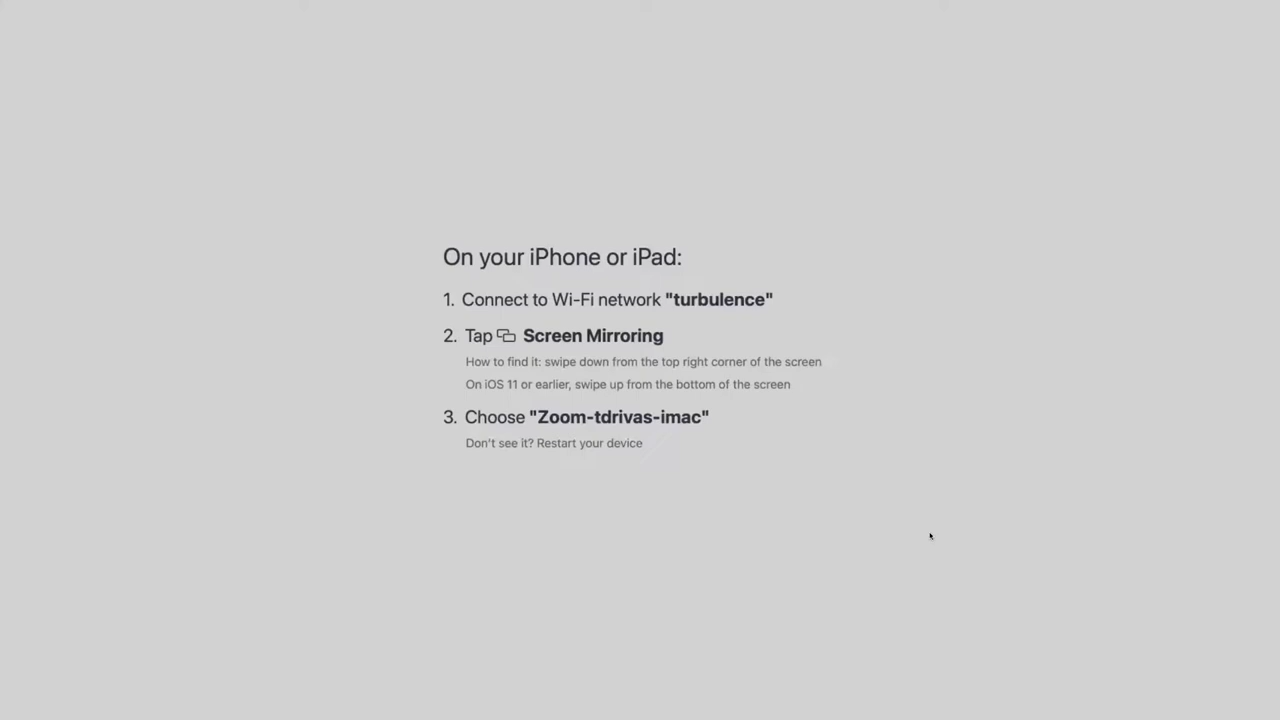 On your iPhone or iPad:
1. Connect to Wi-Fi network "turbulence"
2. Tap Screen Mirroring
How to find it: swipe down from the top right corner of the screen
On iOS 11 or earlier, swipe up from the bottom of the screen
3. Choose "Zoom-tdrivas-imac"
Don't see it? Restart your device